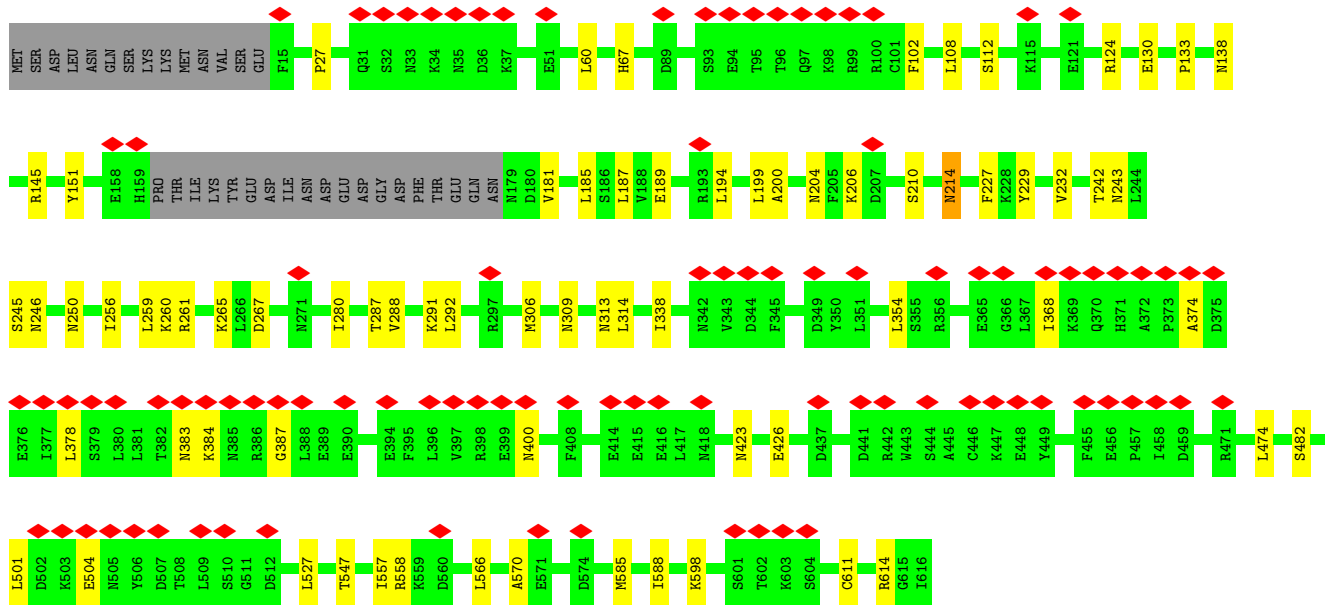 MET SER ASP LEU ASN GLN SER LYS LYS MET ASN VAL SER GLU F15 P27 Q31 S32 N33 K34 N35 D36 K37 E51 L60 H67 D89 S93 E94 T95 T96 Q97 K98 R99 R100 C101 F102 L108 S112 K115 E121 R124 E130 P133 N138
R145 Y151 E158 H159 PRO THR ILE LYS TYR GLU ASP ILE ASN ASP GLU ASP GLY ASP PHE THR GLU GLN ASN N179 D180 V181 L185 S186 L187 V188 E189 R193 L194 L199 A200 N204 F205 K206 D207 S210 N214 F227 K228 Y229 V232 T242 N243 L244
S245 N246 N250 I256 L259 K260 R261 K265 L266 D267 N271 I280 T287 V288 K291 L292 R297 M306 N309 N313 L314 I338 N342 V343 D344 F345 D349 Y350 L351 L354 S355 R356 E365 G366 L367 I368 K369 Q370 H371 A372 P373 A374 D375
E376 I377 L378 S379 L380 L381 T382 N383 K384 N385 R386 G387 L388 E389 E390 E394 F395 L396 V397 R398 E399 N400 F408 E414 E415 E416 L417 N418 N423 E426 D437 D441 R442 W443 S444 A445 C446 K447 E448 Y449 F455 E456 P457 I458 D459 R471 L474 S482
L501 D502 K503 E504 N505 Y506 D507 T508 L509 S510 G511 D512 L527 T547 I557 R558 K559 D560 L566 A570 E571 D574 M585 I588 K598 S601 T602 K603 S604 C611 R614 G615 I616